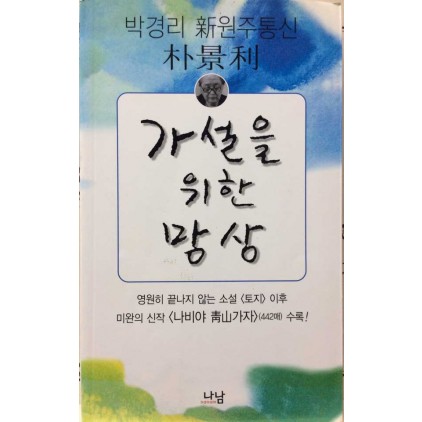 박경리 新원주통신
朴景利
가설을
위한
망상
영원히 끝나지 않는 소설 〈토지〉 이후
미완의 신작 〈나비야 靑山가자〉(442매) 수록!
나남